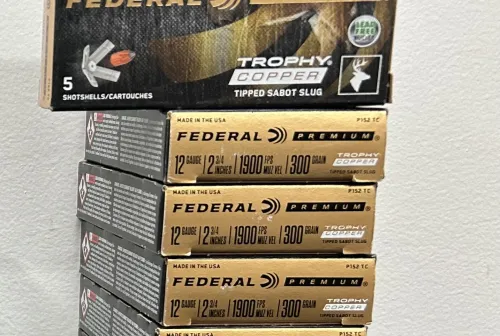 FEDERAL
LEAD FREE
TROPHY
COPPER
TIPPED SABOT SLUG
5
SHOTSHELLS/CARTOUCHES
MADE IN THE USA P152 TC
FEDERAL PREMIUM
12 GAUGE 2 3/4 INCHES 1900 FPS MUZ VEL 300 GRAIN
TROPHY
COPPER
TIPPED SABOT SLUG
MADE IN THE USA P152 TC
FEDERAL PREMIUM
12 GAUGE 2 3/4 INCHES 1900 FPS MUZ VEL 300 GRAIN
TROPHY
COPPER
TIPPED SABOT SLUG
MADE IN THE USA P152 TC
FEDERAL PREMIUM
12 GAUGE 2 3/4 INCHES 1900 FPS MUZ VEL 300 GRAIN
TROPHY
COPPER
TIPPED SABOT SLUG
MADE IN THE USA P152 TC